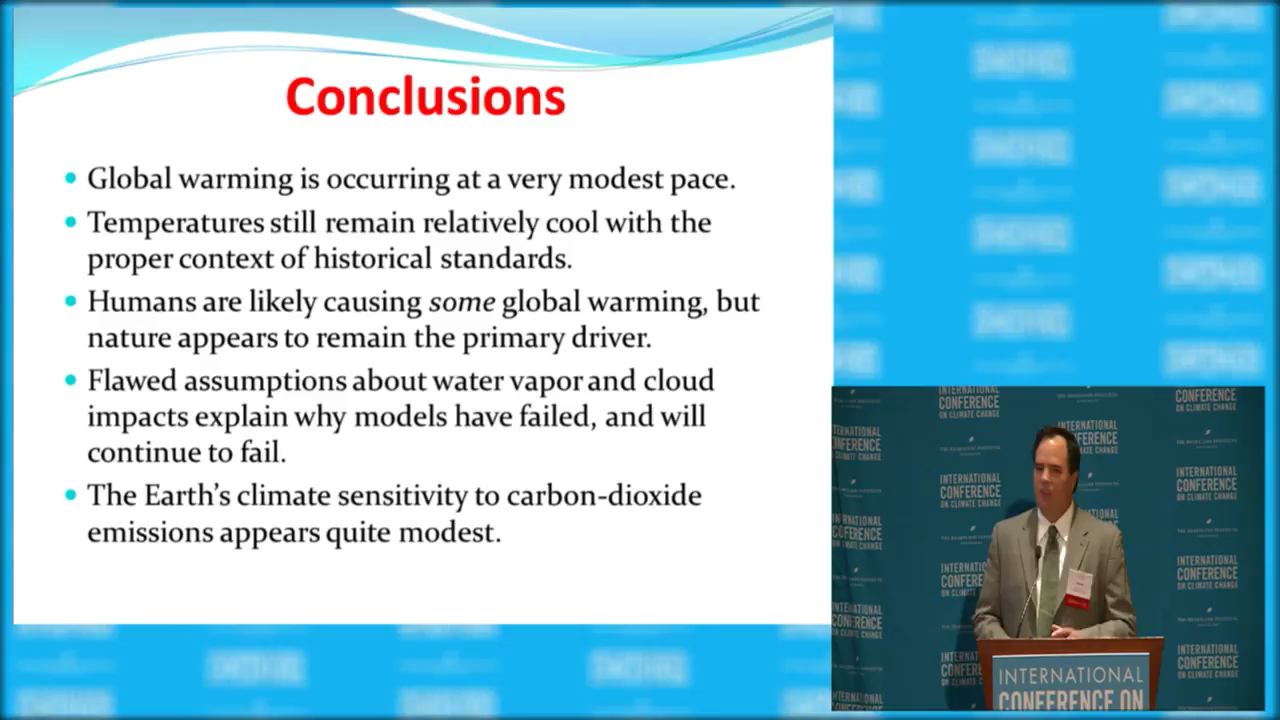 Conclusions
Global warming is occurring at a very modest pace.
Temperatures still remain relatively cool with the
proper context of historical standards.
Humans are likely causing some global warming, but
nature appears to remain the primary driver.
Flawed assumptions about water vapor and cloud
impacts explain why models have failed, and will
continue to fail.
The Earth's climate sensitivity to carbon-dioxide
emissions appears quite modest.
INTERNATIONAL
CONFERENCE
ON CLIMATE CHANGE
THE HEARTLAND INSTITUTE
INTERNATIONAL
CONFERENCE ON